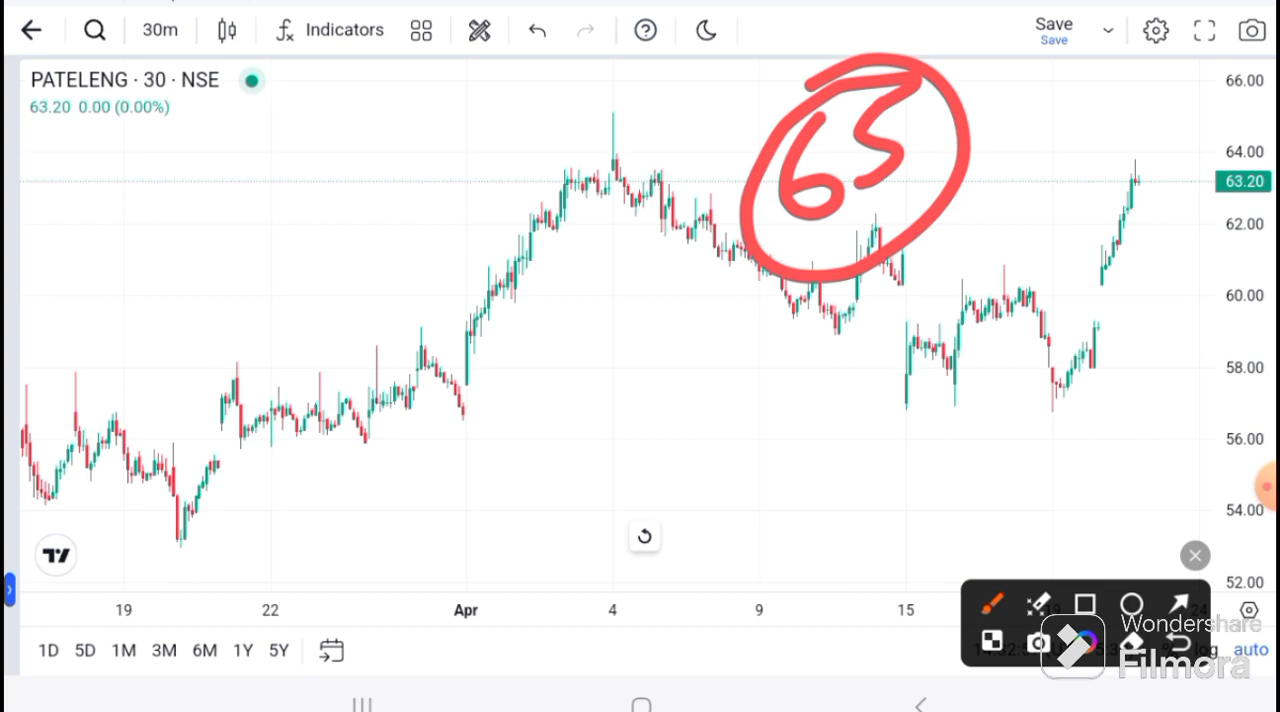 30m Indicators Save
Save
PATELENG · 30 · NSE
63.20 0.00 (0.00%)
65
66.00
64.00
63.20
62.00
60.00
58.00
56.00
54.00
52.00
19 22 Apr 4 9 15 24
1D 5D 1M 3M 6M 1Y 5Y log auto
Wondershare
Filmora